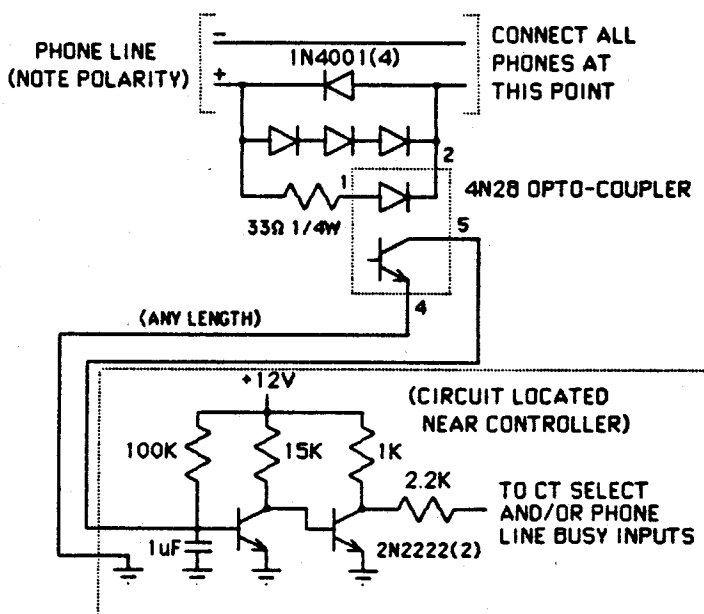 PHONE LINE
(NOTE POLARITY)
-
+
1N4001(4)
CONNECT ALL
PHONES AT
THIS POINT
2
1
4N28 OPTO-COUPLER
33Ω 1/4W
5
4
(ANY LENGTH)
+12V
(CIRCUIT LOCATED
NEAR CONTROLLER)
100K
15K
1K
2.2K
TO CT SELECT
AND/OR PHONE
LINE BUSY INPUTS
1uF
2N2222(2)